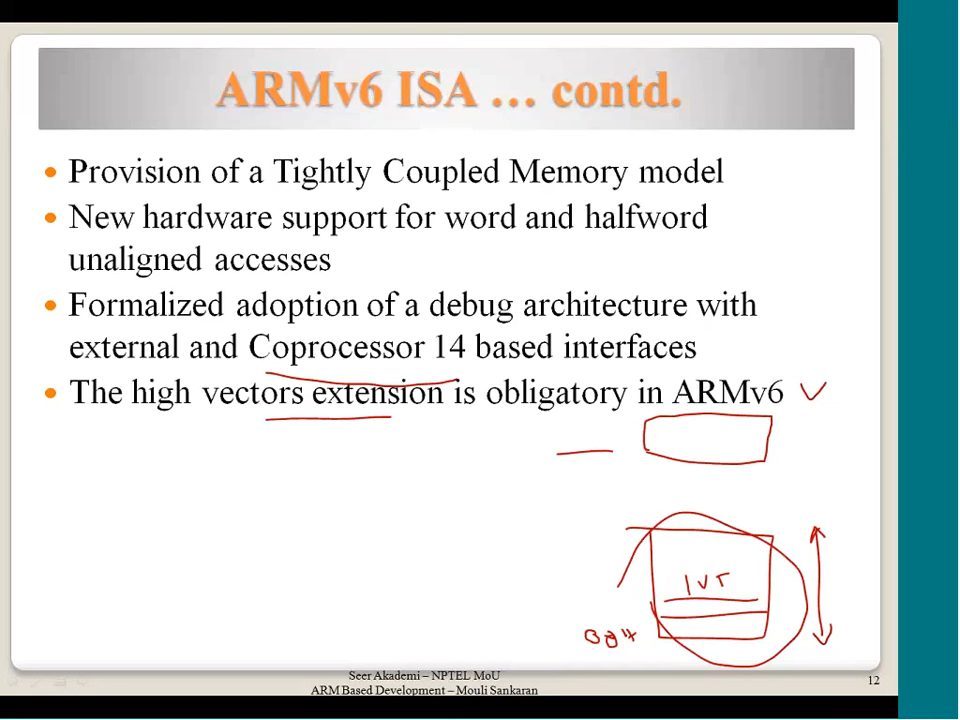 ARMv6 ISA … contd.
• Provision of a Tightly Coupled Memory model
• New hardware support for word and halfword
unaligned accesses
• Formalized adoption of a debug architecture with
external and Coprocessor 14 based interfaces
• The high vectors extension is obligatory in ARMv6
IVT
Seer Akademi – NPTEL MoU
ARM Based Development – Mouli Sankaran
12